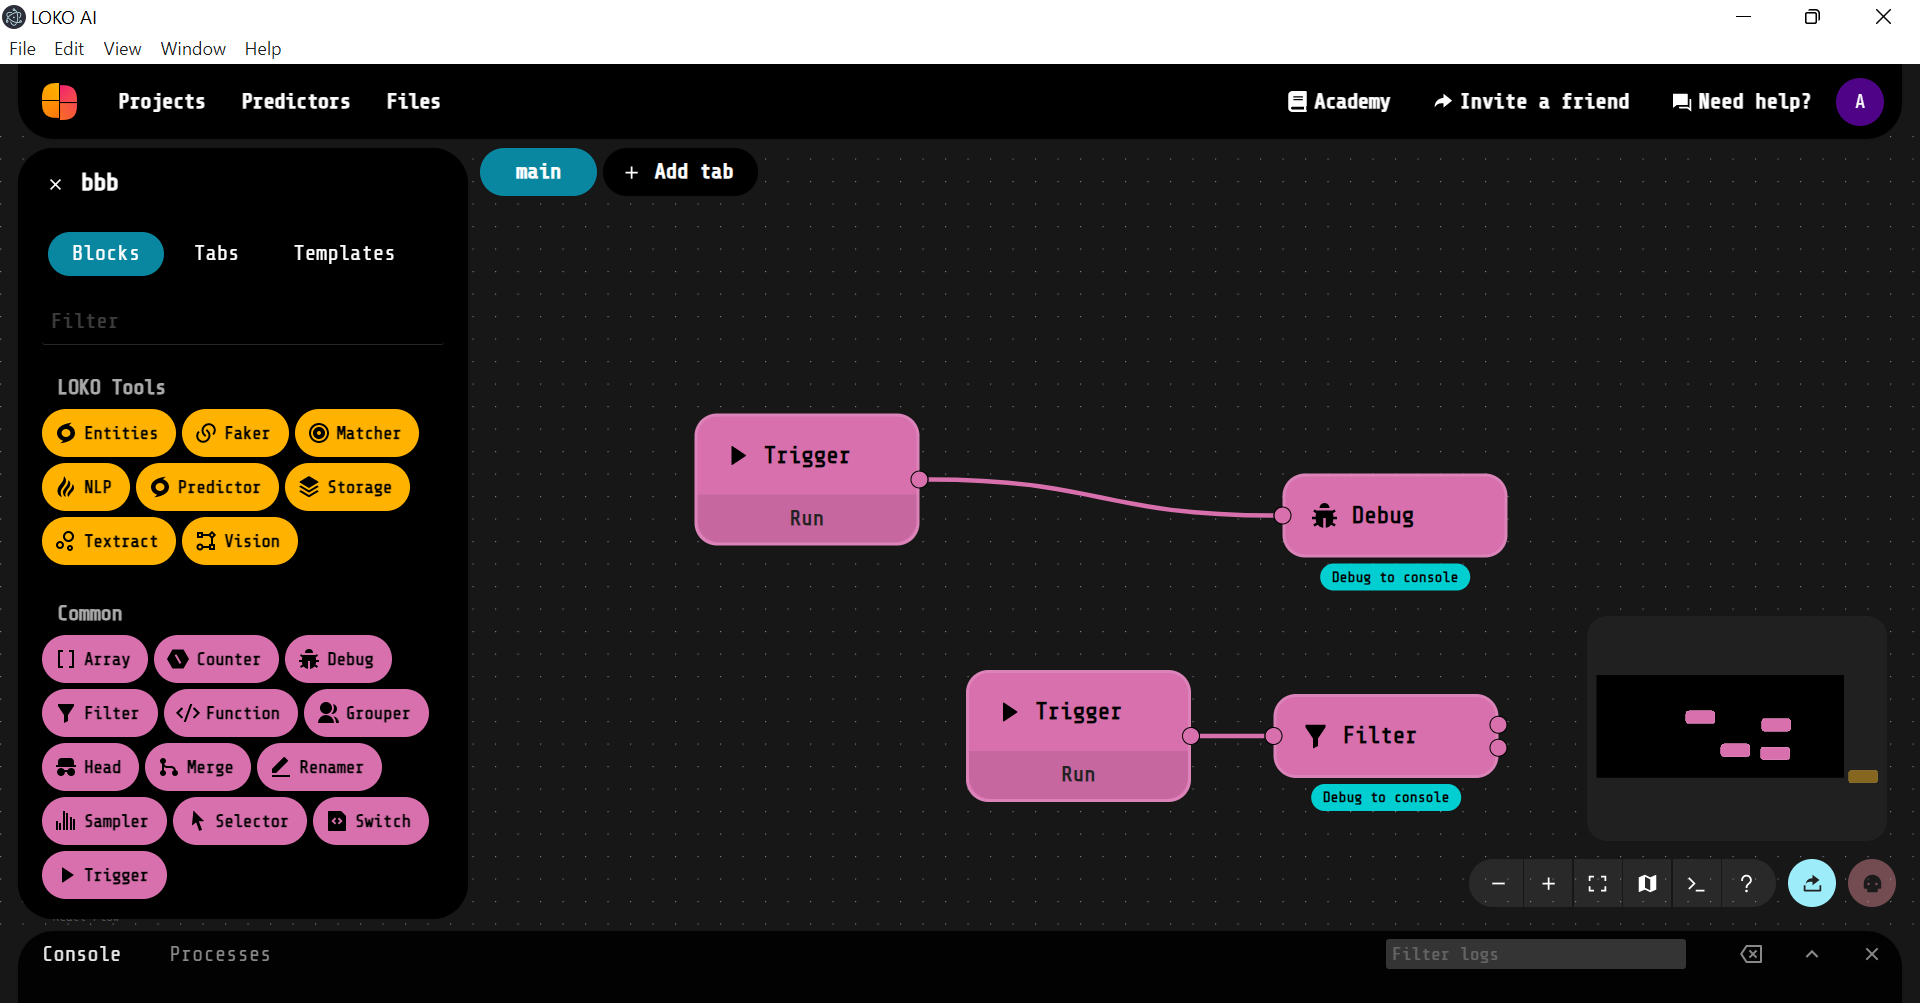 LOKO AI
File Edit View Window Help
Projects Predictors Files Academy Invite a friend Need help? A
bbb
main + Add tab
Blocks Tabs Templates
Filter
LOKO Tools
Entities Faker Matcher
NLP Predictor Storage
Textract Vision
Common
[] Array Counter Debug
Filter </> Function Grouper
Head Merge Renamer
Sampler Selector Switch
Trigger
Trigger
Run
Debug
Debug to console
Trigger
Run
Filter
Debug to console
Console Processes Filter logs